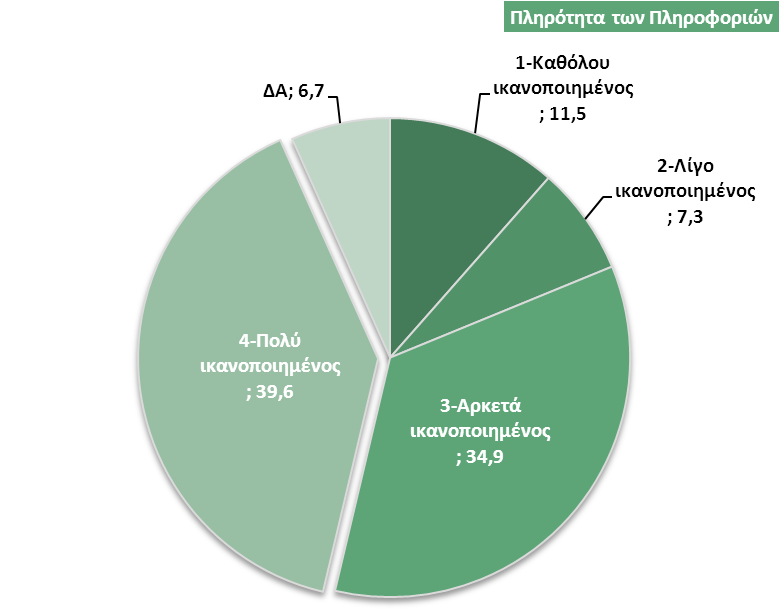 Πληρότητα των Πληροφοριών
1-Καθόλου
ικανοποιημένος
; 11,5
ΔΑ; 6,7
2-Λίγο
ικανοποιημένος
; 7,3
4-Πολύ
ικανοποιημένος
; 39,6
3-Αρκετά
ικανοποιημένος
; 34,9